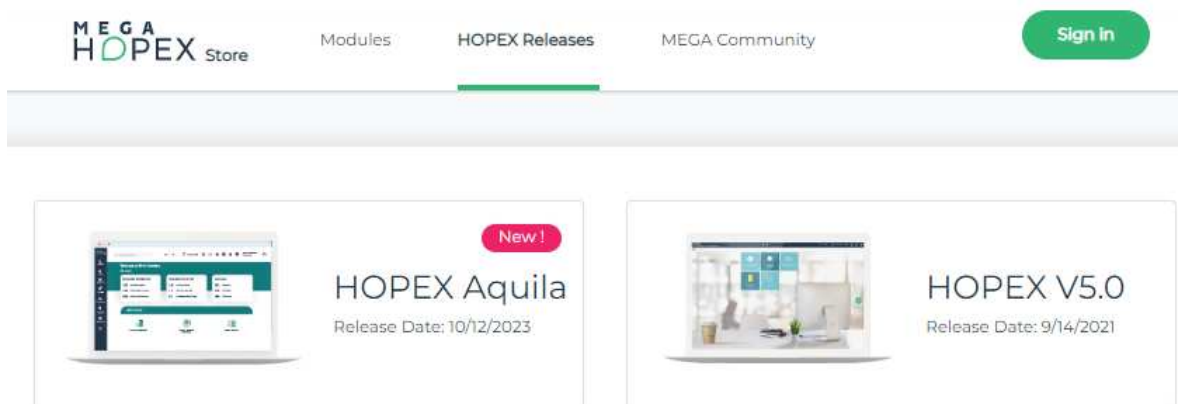 MEGA
HOPEX Store
Modules
HOPEX Releases
MEGA Community
Sign in
New !
HOPEX Aquila
Release Date: 10/12/2023
HOPEX V5.0
Release Date: 9/14/2021